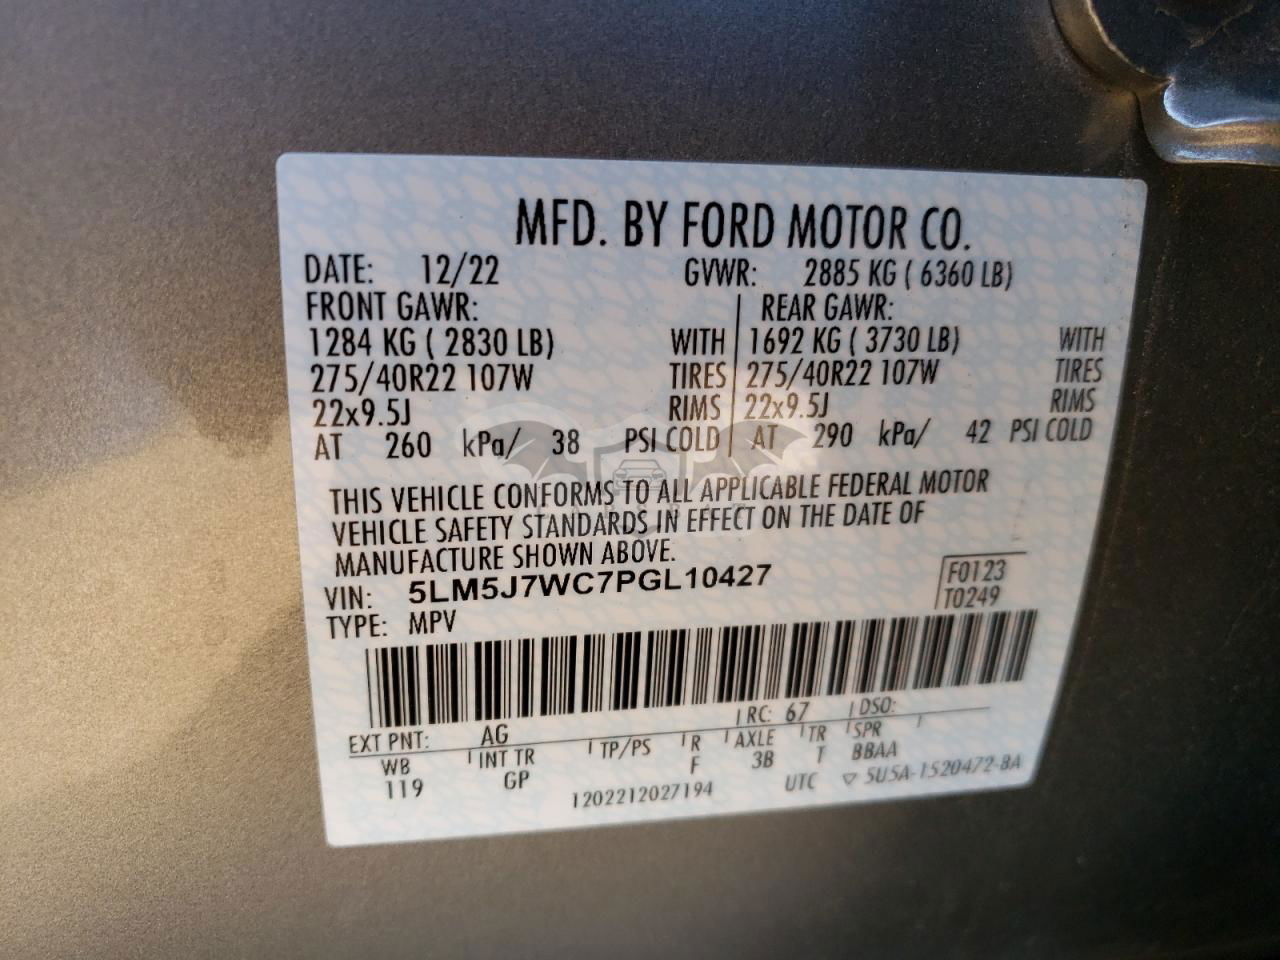 MFD. BY FORD MOTOR CO.
DATE: 12/22 GVWR: 2885 KG ( 6360 LB)
FRONT GAWR: REAR GAWR:
1284 KG ( 2830 LB) WITH 1692 KG ( 3730 LB) WITH
275/40R22 107W TIRES 275/40R22 107W TIRES
22x9.5J RIMS 22x9.5J RIMS
AT 260 kPa/ 38 PSI COLD AT 290 kPa/ 42 PSI COLD
THIS VEHICLE CONFORMS TO ALL APPLICABLE FEDERAL MOTOR
VEHICLE SAFETY STANDARDS IN EFFECT ON THE DATE OF
MANUFACTURE SHOWN ABOVE.
VIN: 5LM5J7WC7PGL10427 F0123
TYPE: MPV T0249
EXT PNT: AG RC: 67 DSO:
WB INT TR TP/PS R AXLE TR SPR
119 GP F 3B T BBAA
1202212027194 UTC ▽ 5U5A-1520472-BA